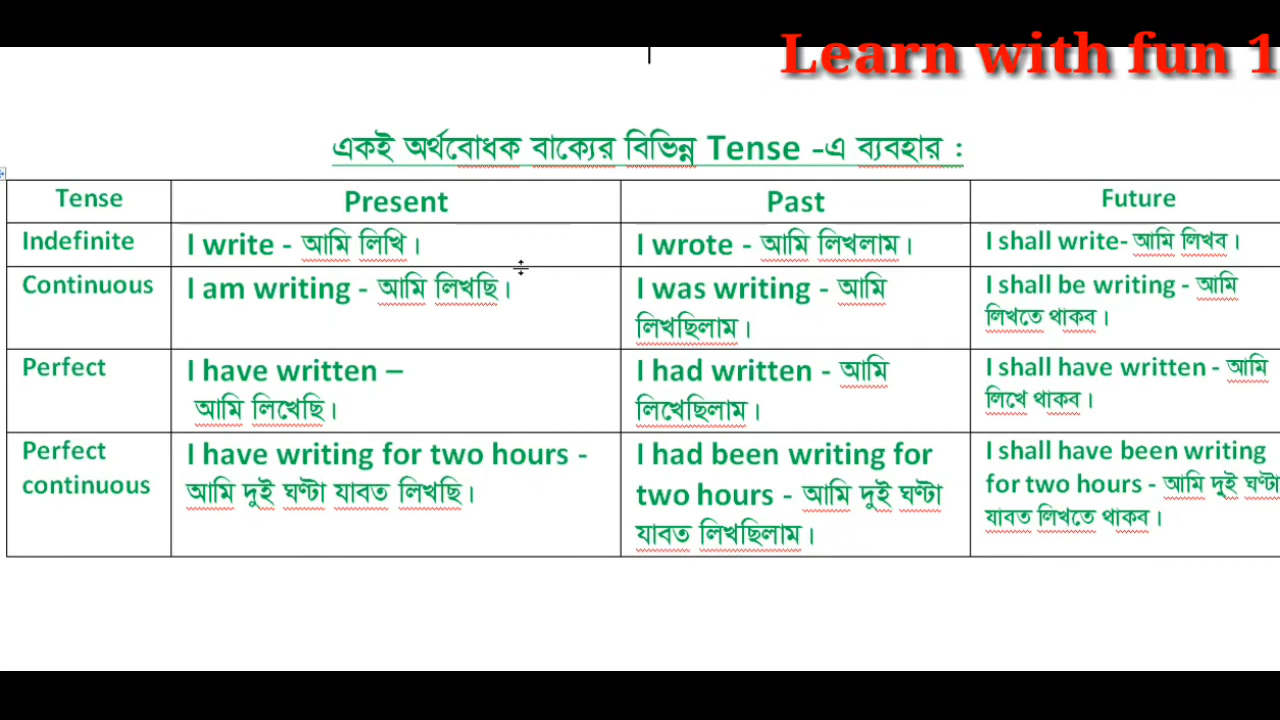 Learn with fun 1
একই অর্থবোধক বাক্যের বিভিন্ন Tense -এ ব্যবহার :
Tense
Present
Past
Future
Indefinite
I write - আমি লিখি।
I wrote - আমি লিখলাম।
I shall write- আমি লিখব।
Continuous
I am writing - আমি লিখছি।
I was writing - আমি
লিখছিলাম।
I shall be writing - আমি
লিখতে থাকব।
Perfect
I have written –
আমি লিখেছি।
I had written - আমি
লিখেছিলাম।
I shall have written - আমি
লিখে থাকব।
Perfect
continuous
I have writing for two hours -
আমি দুই ঘণ্টা যাবত লিখছি।
I had been writing for
two hours - আমি দুই ঘণ্টা
যাবত লিখছিলাম।
I shall have been writing
for two hours - আমি দুই ঘণ্টা
যাবত লিখতে থাকব।